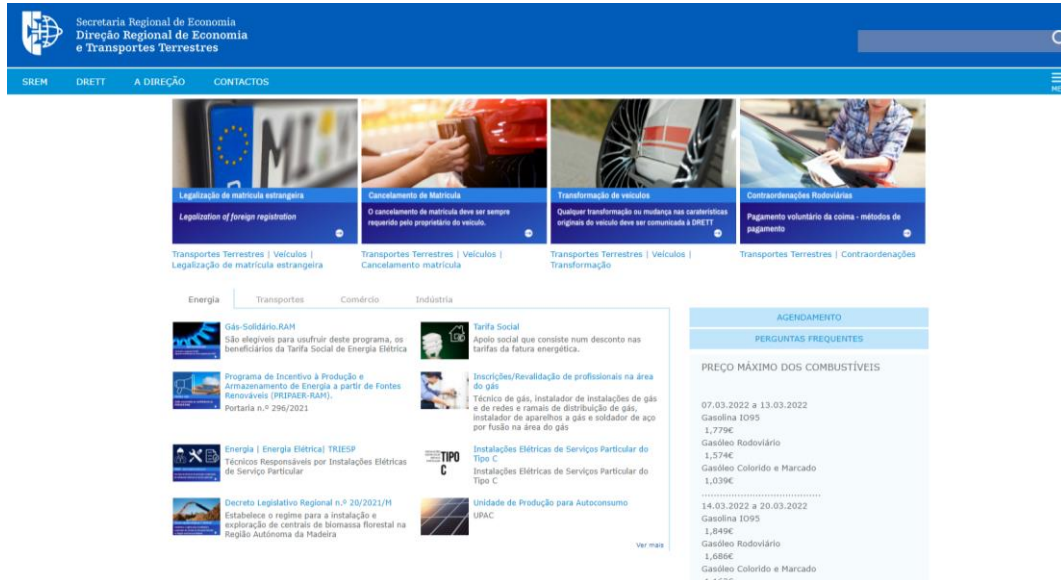 Secretaria Regional de Economia
Direção Regional de Economia
e Transportes Terrestres
SREM
DRETT
A DIREÇÃO
CONTACTOS
Legalização de matrícula estrangeira
Legalization of foreign registration
Cancelamento de Matrícula
O cancelamento de matrícula deve ser sempre
requerido pelo proprietário do veículo.
Transformação de veículos
Qualquer transformação ou mudança nas caraterísticas
originais do veículo deve ser comunicada à DRETT
Contraordenações Rodoviárias
Pagamento voluntário da coima - métodos de
pagamento
Transportes Terrestres | Veículos |
Legalização de matrícula estrangeira
Transportes Terrestres | Veículos |
Cancelamento matrícula
Transportes Terrestres | Veículos |
Transformação
Transportes Terrestres | Contraordenações
Energia
Transportes
Comércio
Indústria
Gás-Solidário.RAM
São elegíveis para usufruir deste programa, os
beneficiários da Tarifa Social de Energia Elétrica
Tarifa Social
Apoio social que consiste num desconto nas
tarifas da fatura energética.
Programa de Incentivo à Produção e
Armazenamento de Energia a partir de Fontes
Renováveis (PRIPAER-RAM).
Portaria n.º 296/2021
Inscrições/Revalidação de profissionais na área
do gás
Técnico de gás, instalador de instalações de gás
e de redes e ramais de distribuição de gás,
instalador de aparelhos a gás e soldador de aço
por fusão na área do gás
Energia | Energia Elétrica| TRIESP
Técnicos Responsáveis por Instalações Elétricas
de Serviço Particular
TIPO
C
Instalações Elétricas de Serviços Particular do
Tipo C
Instalações Elétricas de Serviços Particular do
Tipo C
Decreto Legislativo Regional n.º 20/2021/M
Estabelece o regime para a instalação e
exploração de centrais de biomassa florestal na
Região Autónoma da Madeira
Unidade de Produção para Autoconsumo
UPAC
Ver mais
AGENDAMENTO
PERGUNTAS FREQUENTES
PREÇO MÁXIMO DOS COMBUSTÍVEIS
07.03.2022 a 13.03.2022
Gasolina IO95
1,779€
Gasóleo Rodoviário
1,574€
Gasóleo Colorido e Marcado
1,039€
........................................
14.03.2022 a 20.03.2022
Gasolina IO95
1,849€
Gasóleo Rodoviário
1,686€
Gasóleo Colorido e Marcado